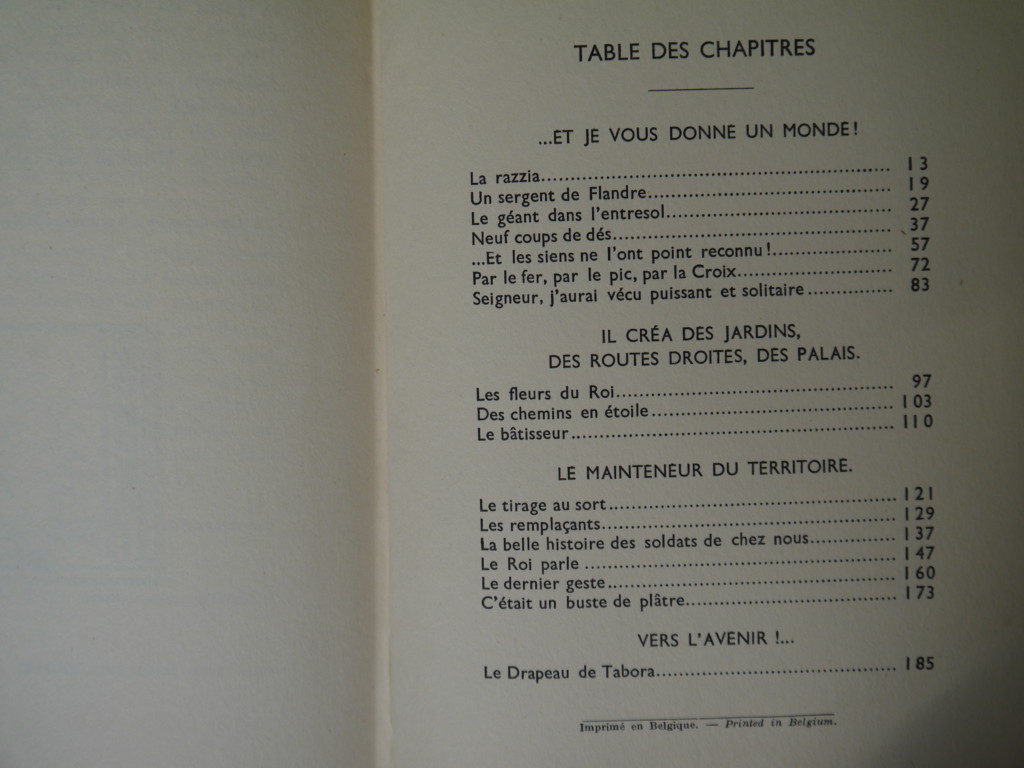 TABLE DES CHAPITRES
...ET JE VOUS DONNE UN MONDE!
La razzia.......... 13
Un sergent de Flandre.......... 19
Le géant dans l'entresol.......... 27
Neuf coups de dés.......... 37
...Et les siens ne l'ont point reconnu!.......... 57
Par le fer, par le pic, par la Croix.......... 72
Seigneur, j'aurai vécu puissant et solitaire.......... 83
IL CRÉA DES JARDINS,
DES ROUTES DROITES, DES PALAIS.
Les fleurs du Roi.......... 97
Des chemins en étoile.......... 103
Le bâtisseur.......... 110
LE MAINTENEUR DU TERRITOIRE.
Le tirage au sort.......... 121
Les remplaçants.......... 129
La belle histoire des soldats de chez nous.......... 137
Le Roi parle .......... 147
Le dernier geste.......... 160
C'était un buste de plâtre.......... 173
VERS L'AVENIR !...
Le Drapeau de Tabora.......... 185
Imprimé en Belgique. — Printed in Belgium.